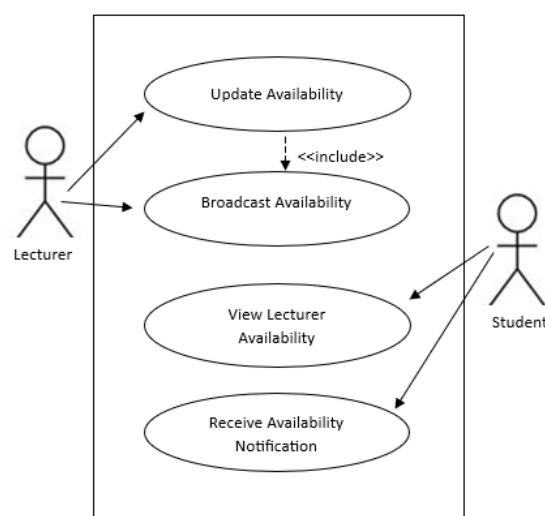 Update Availability
<<include>>
Broadcast Availability
Lecturer
View Lecturer
Availability
Student
Receive Availability
Notification